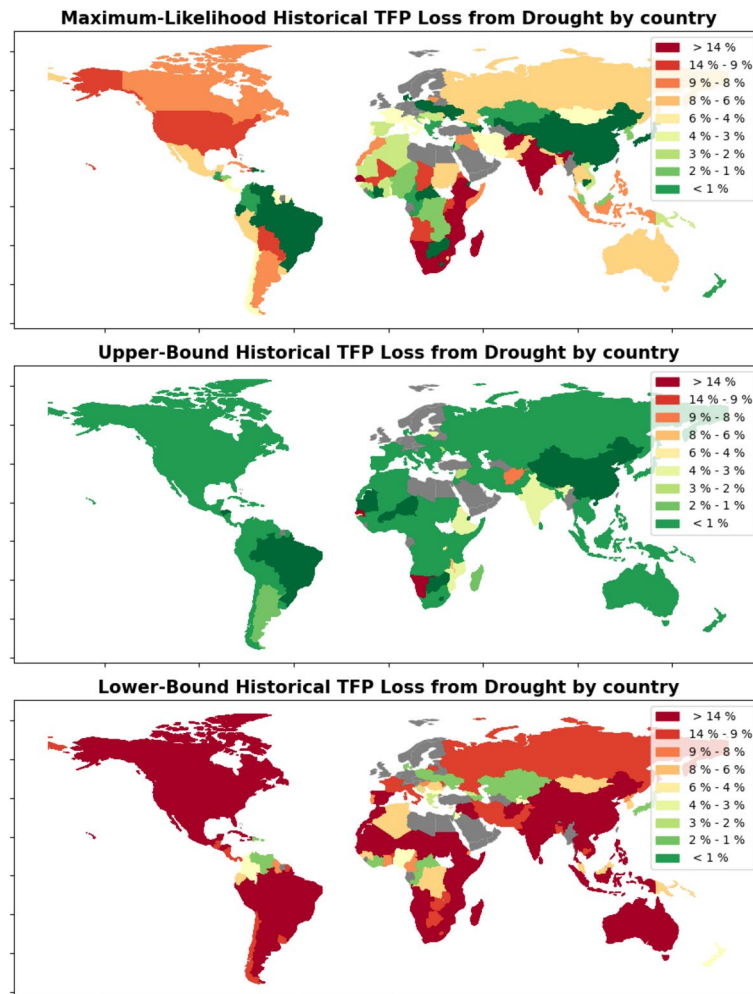 Maximum-Likelihood Historical TFP Loss from Drought by country
> 14 %
14 % - 9 %
9 % - 8 %
8 % - 6 %
6 % - 4 %
4 % - 3 %
3 % - 2 %
2 % - 1 %
< 1 %
Upper-Bound Historical TFP Loss from Drought by country
> 14 %
14 % - 9 %
9 % - 8 %
8 % - 6 %
6 % - 4 %
4 % - 3 %
3 % - 2 %
2 % - 1 %
< 1 %
Lower-Bound Historical TFP Loss from Drought by country
> 14 %
14 % - 9 %
9 % - 8 %
8 % - 6 %
6 % - 4 %
4 % - 3 %
3 % - 2 %
2 % - 1 %
< 1 %